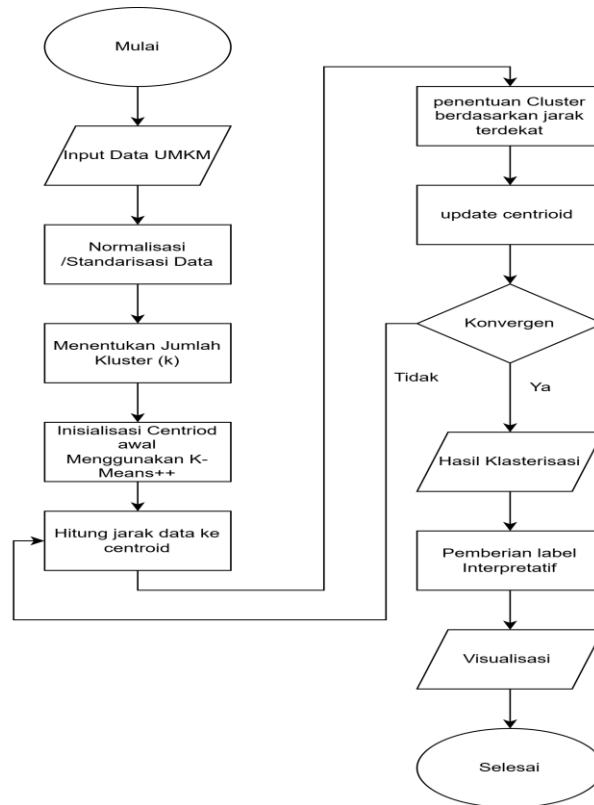 Mulai
Input Data UMKM
Normalisasi
/Standarisasi Data
Menentukan Jumlah
Kluster (k)
Inisialisasi Centriod
awal
Menggunakan K-
Means++
Hitung jarak data ke
centroid
penentuan Cluster
berdasarkan jarak
terdekat
update centrioid
Konvergen
Tidak
Ya
Hasil Klasterisasi
Pemberian label
Interpretatif
Visualisasi
Selesai